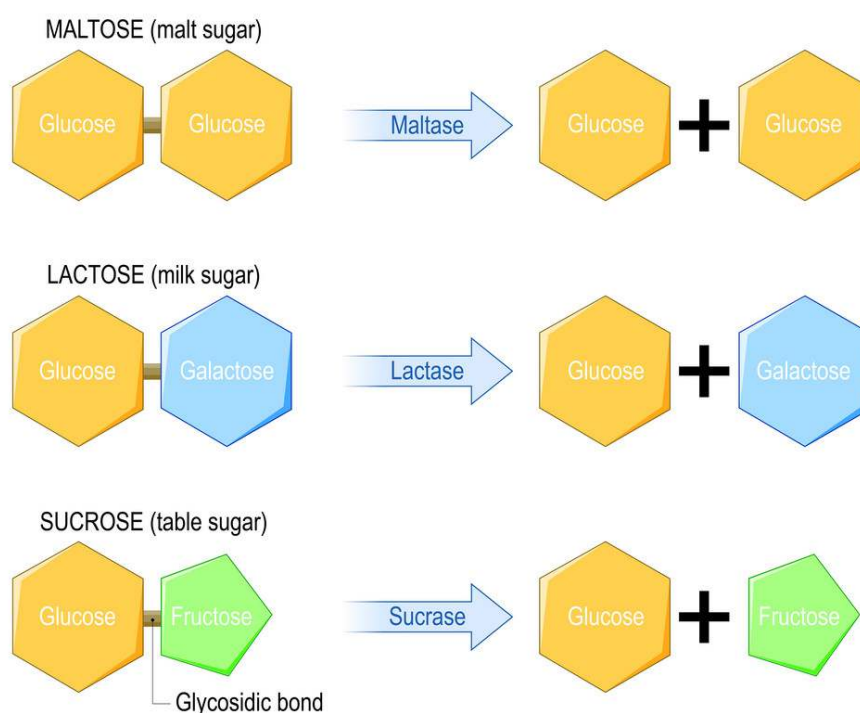 MALTOSE (malt sugar)
Glucose Glucose Maltase Glucose + Glucose
LACTOSE (milk sugar)
Glucose Galactose Lactase Glucose + Galactose
SUCROSE (table sugar)
Glucose Fructose Sucrase Glucose + Fructose
Glycosidic bond